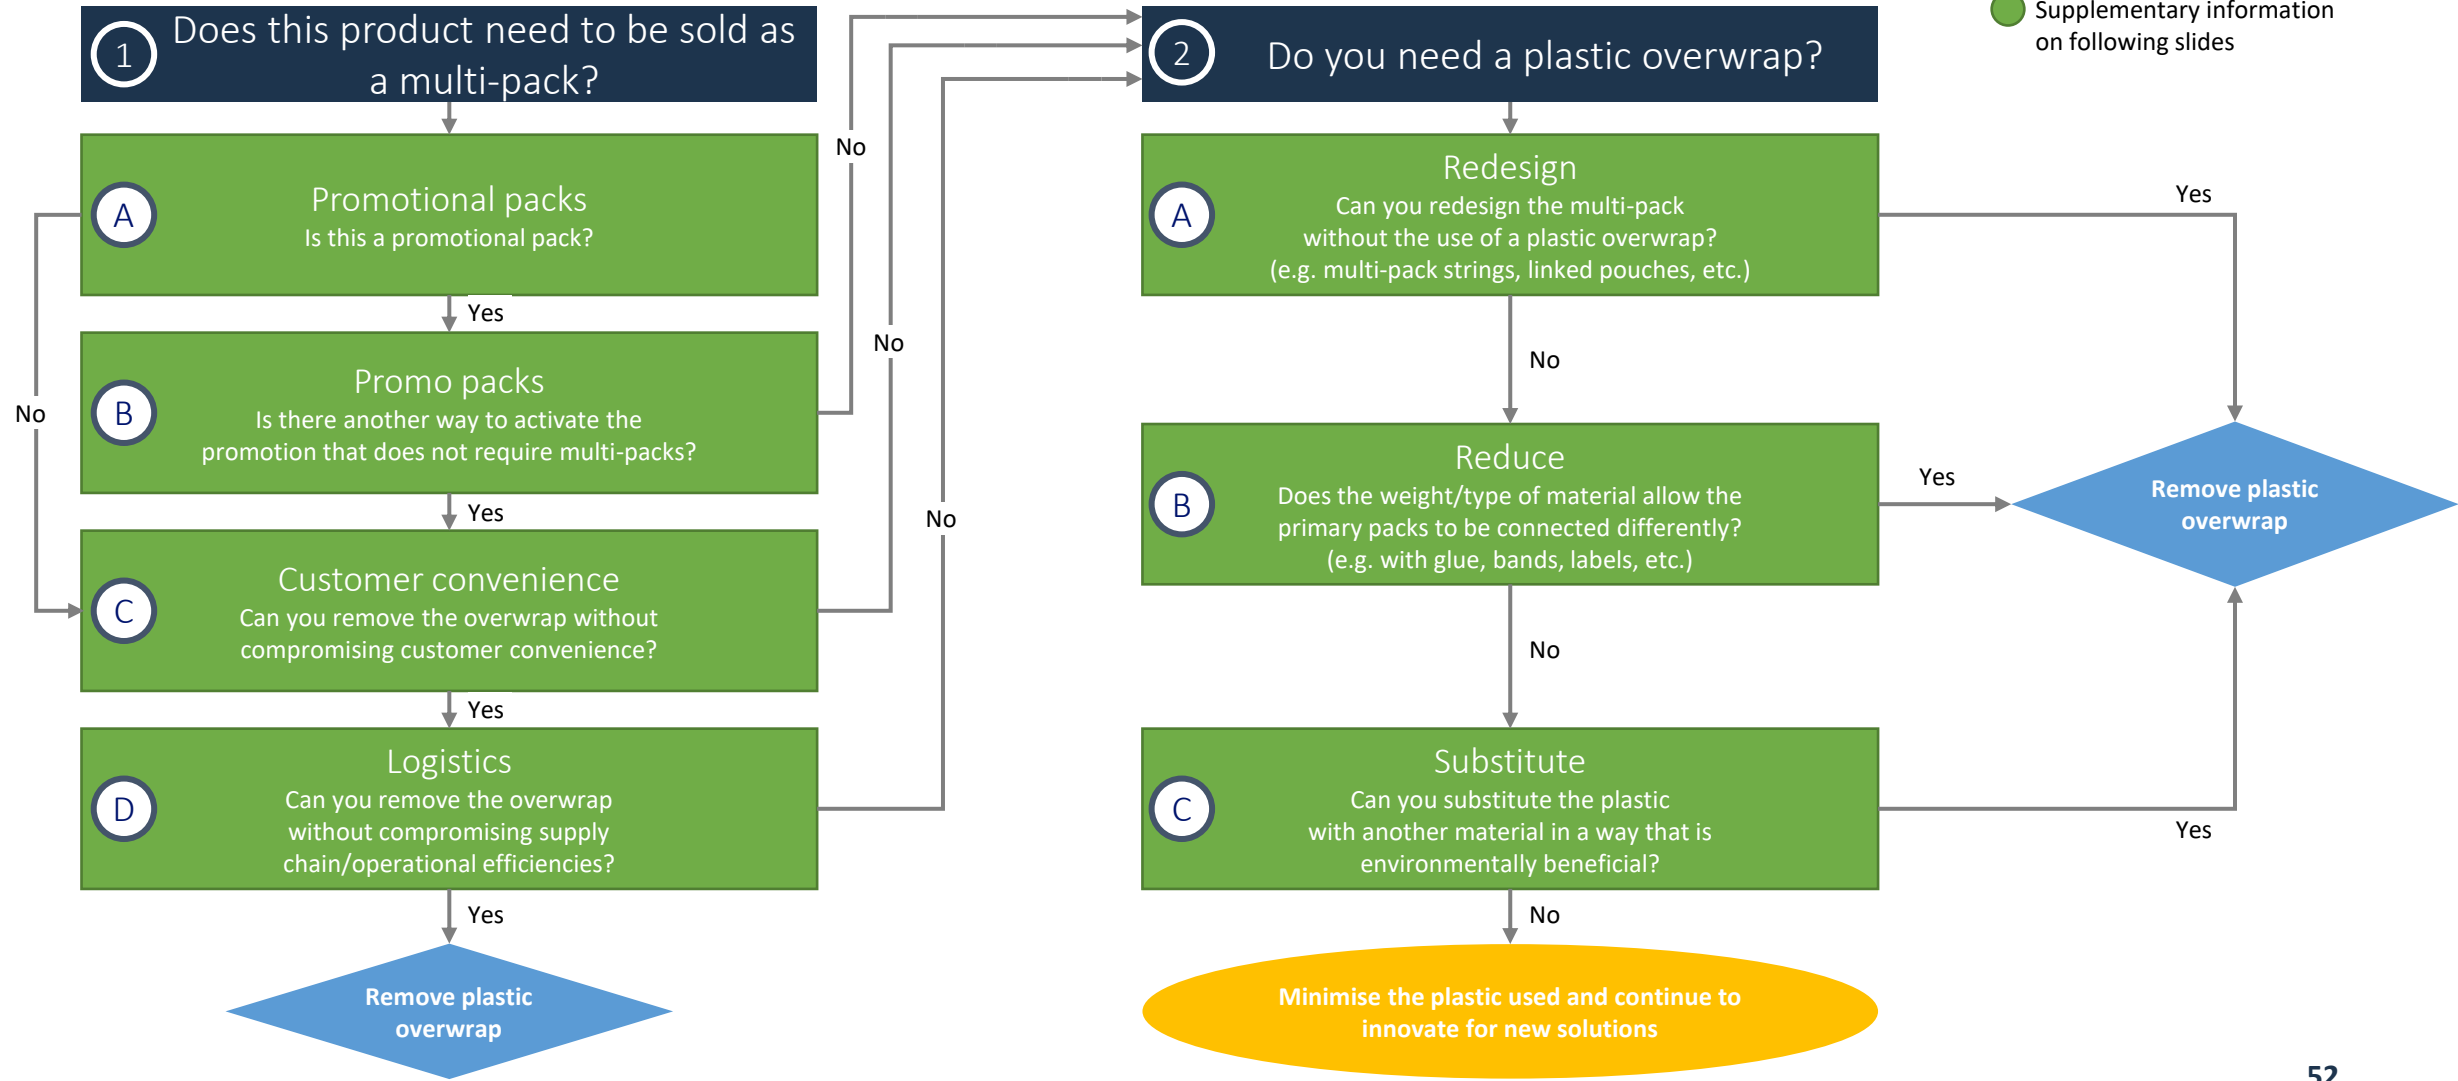 1
Does this product need to be sold as
a multi-pack?
A
Promotional packs
Is this a promotional pack?
No
Yes
B
Promo packs
Is there another way to activate the
promotion that does not require multi-packs?
No
Yes
C
Customer convenience
Can you remove the overwrap without
compromising customer convenience?
No
Yes
D
Logistics
Can you remove the overwrap
without compromising supply
chain/operational efficiencies?
No
Yes
Remove plastic
overwrap
2
Do you need a plastic overwrap?
A
Redesign
Can you redesign the multi-pack
without the use of a plastic overwrap?
(e.g. multi-pack strings, linked pouches, etc.)
Yes
No
B
Reduce
Does the weight/type of material allow the
primary packs to be connected differently?
(e.g. with glue, bands, labels, etc.)
Yes
No
C
Substitute
Can you substitute the plastic
with another material in a way that is
environmentally beneficial?
Yes
No
Remove plastic
overwrap
Minimise the plastic used and continue to
innovate for new solutions
Supplementary information
on following slides
52